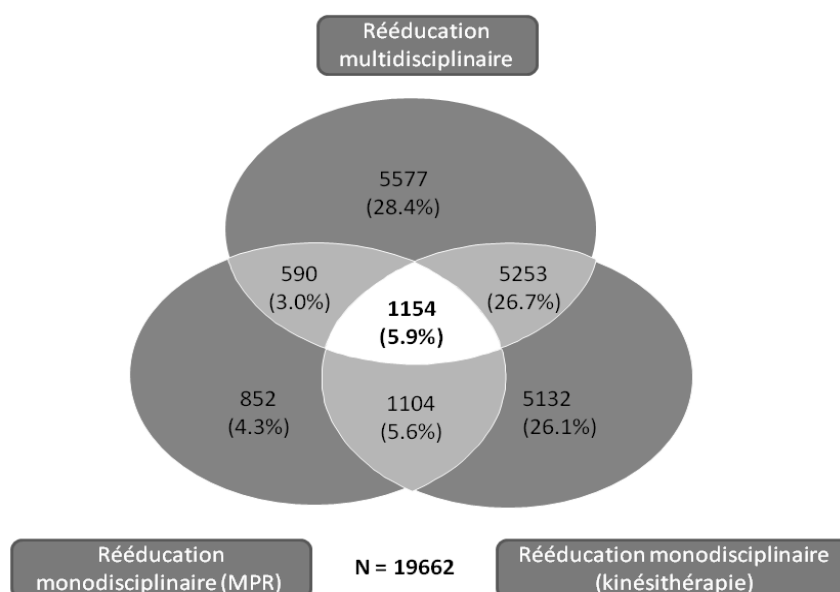 Rééducation
multidisciplinaire
5577
(28.4%)
590
(3.0%)
5253
(26.7%)
1154
(5.9%)
852
(4.3%)
1104
(5.6%)
5132
(26.1%)
Rééducation
monodisciplinaire (MPR)
N = 19662
Rééducation monodisciplinaire
(kinésithérapie)